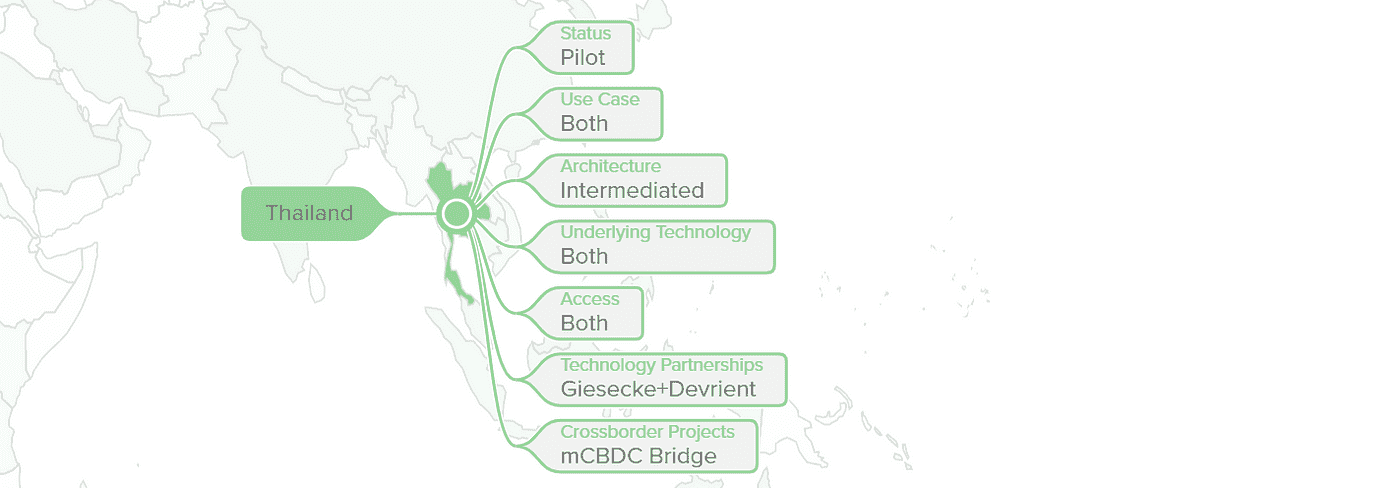 Status
Pilot
Use Case
Both
Architecture
Intermediated
Thailand
Underlying Technology
Both
Access
Both
Technology Partnerships
Giesecke+Devrient
Crossborder Projects
mCBDC Bridge